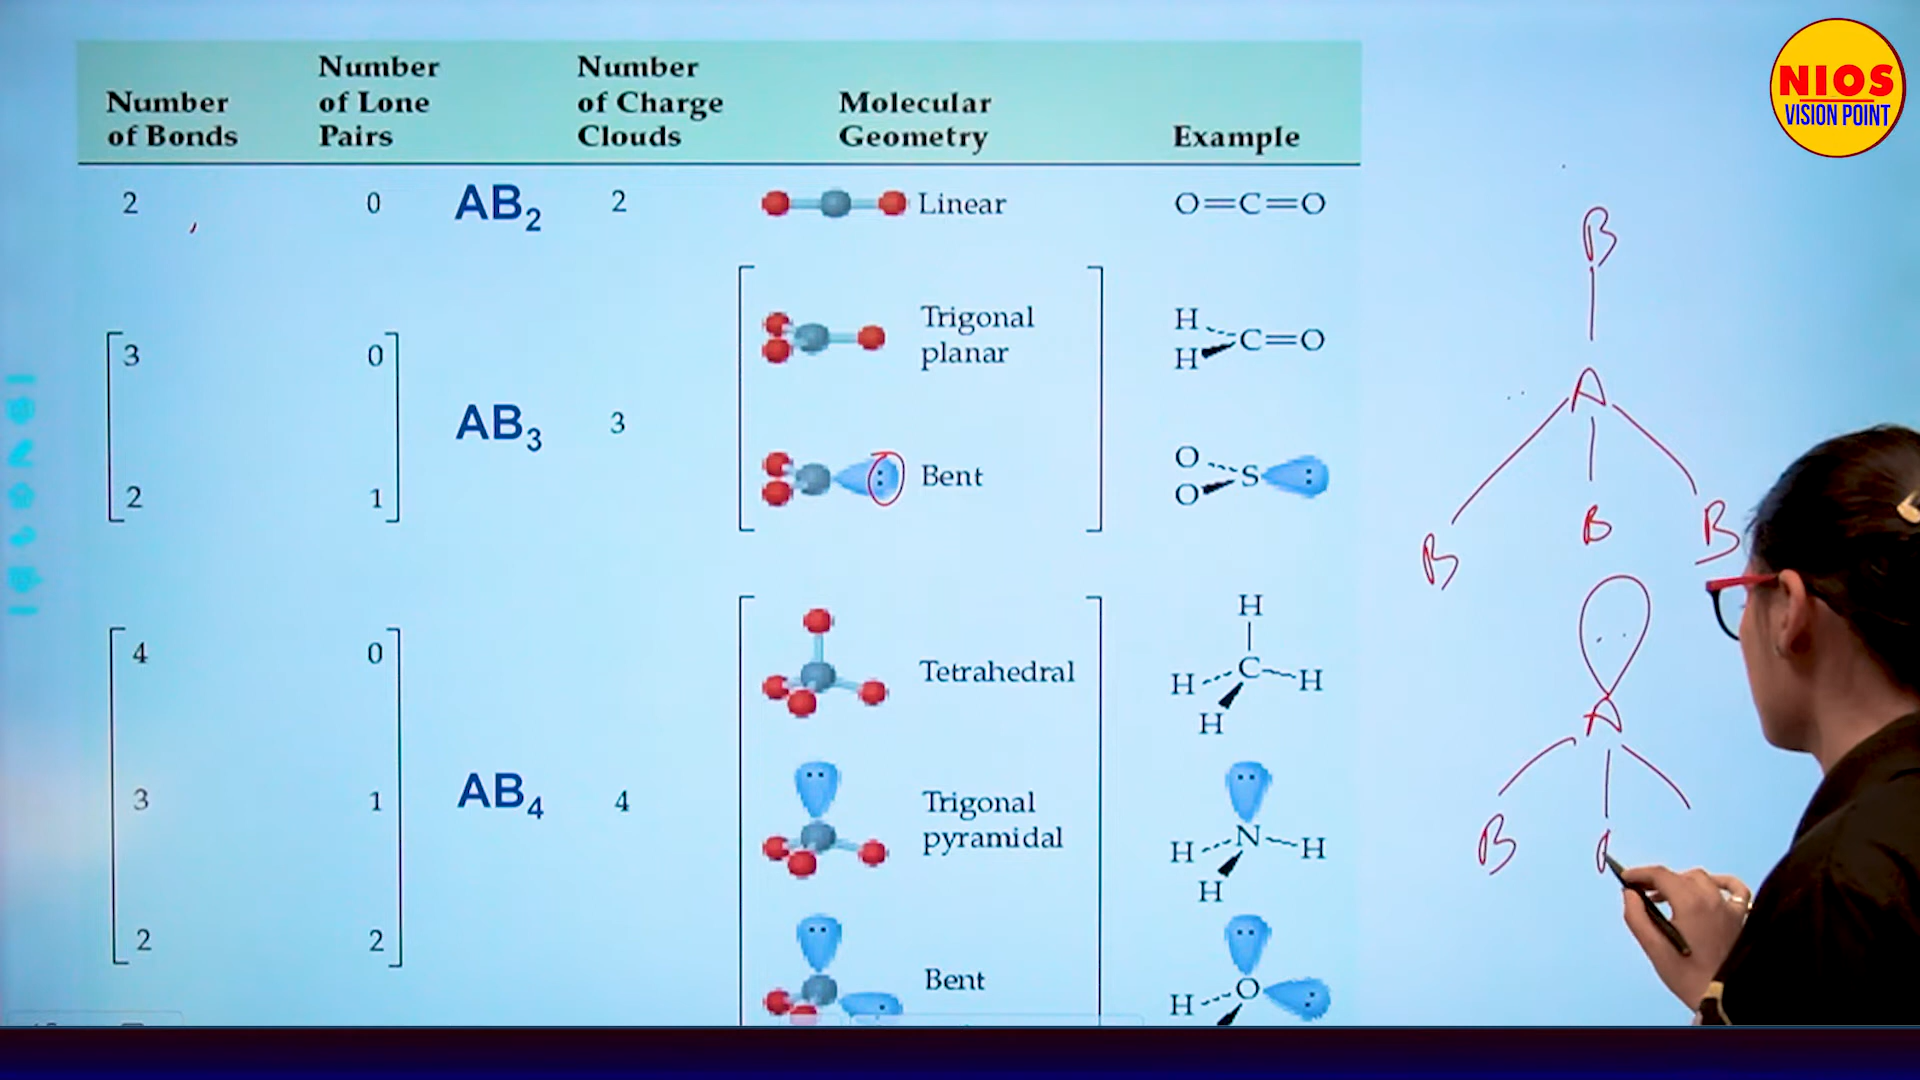 NIOS
VISION POINT
Number of Bonds
Number of Lone Pairs
Number of Charge Clouds
Molecular Geometry
Example
2 0 AB2 2 Linear O=C=O
3 0 Trigonal planar H H C=O
AB3 3
2 1 Bent O O S
4 0 Tetrahedral H H C H H
3 1 AB4 4 Trigonal pyramidal H N H H
2 2 Bent H O
B
A
B B B
A
B